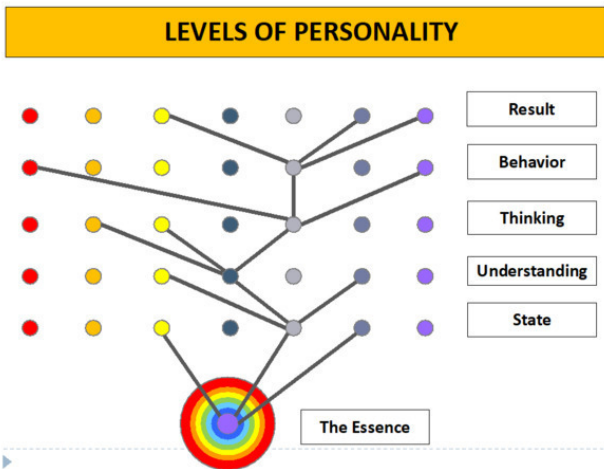 LEVELS OF PERSONALITY
Result
Behavior
Thinking
Understanding
State
The Essence